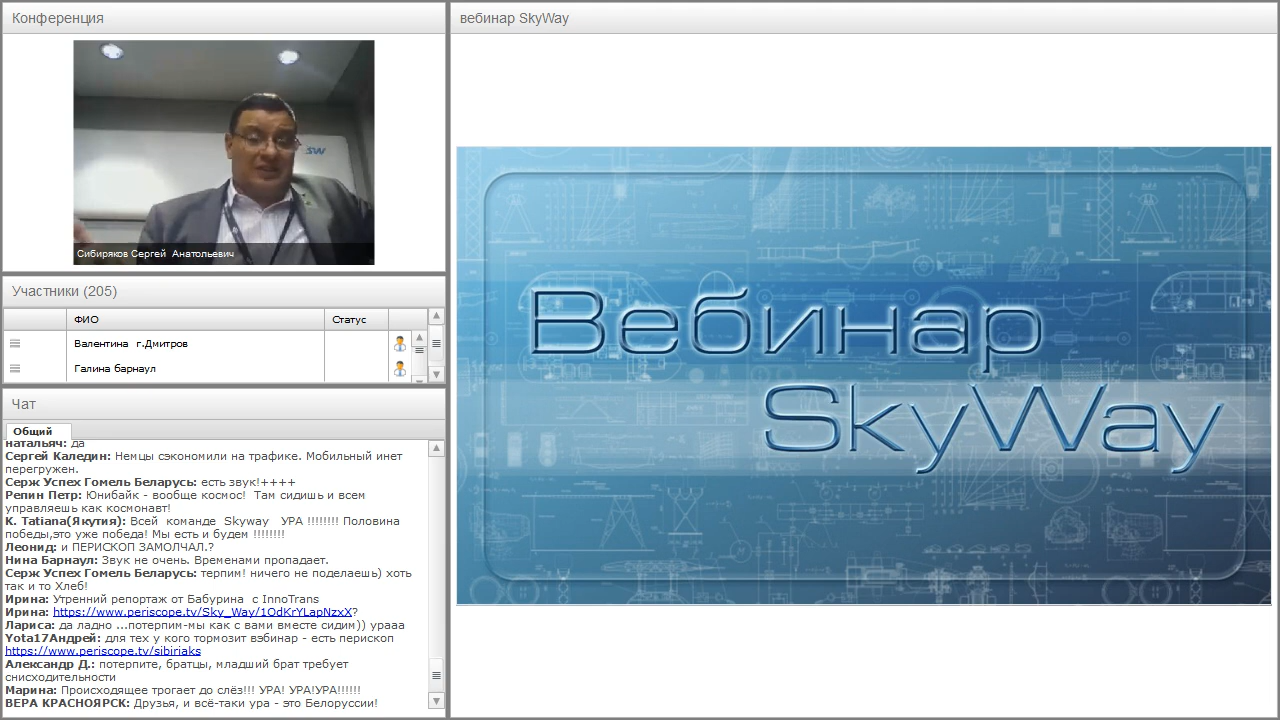 Конференция
SW
Сибиряков Сергей Анатольевич
Участники (205)
ФИО
Статус
Валентина г.Дмитров
Галина барнаул
Чат
Общий
натальяч: да
Сергей Каледин: Немцы сэкономили на трафике. Мобильный инет
перегружен.
Серж Успех Гомель Беларусь: есть звук!++++
Репин Петр: Юнибайк - вообще космос! Там сидишь и всем
управляешь как космонавт!
K. Tatiana(Якутия): Всей команде Skyway УРА !!!!!!!! Половина
победы,это уже победа! Мы есть и будем !!!!!!!!
Леонид: и ПЕРИСКОП ЗАМОЛЧАЛ.?
Нина Барнаул: Звук не очень. Временами пропадает.
Серж Успех Гомель Беларусь: терпим! ничего не поделаешь) хоть
так и то Хлеб!
Ирина: Утренний репортаж от Бабурина с InnoTrans
Ирина: https://www.periscope.tv/Sky_Way/1OdKrYLapNzxX?
Лариса: да ладно ...потерпим-мы как с вами вместе сидим)) урааа
Yota17Андрей: для тех у кого тормозит вэбинар - есть перископ
https://www.periscope.tv/sibiriaks
Александр Д.: потерпите, братцы, младший брат требует
снисходительности
Марина: Происходящее трогает до слёз!!! УРА! УРА!УРА!!!!!!
ВЕРА КРАСНОЯРСК: Друзья, и всё-таки ура - это Белоруссии!
вебинар SkyWay
Вебинар
SkyWay